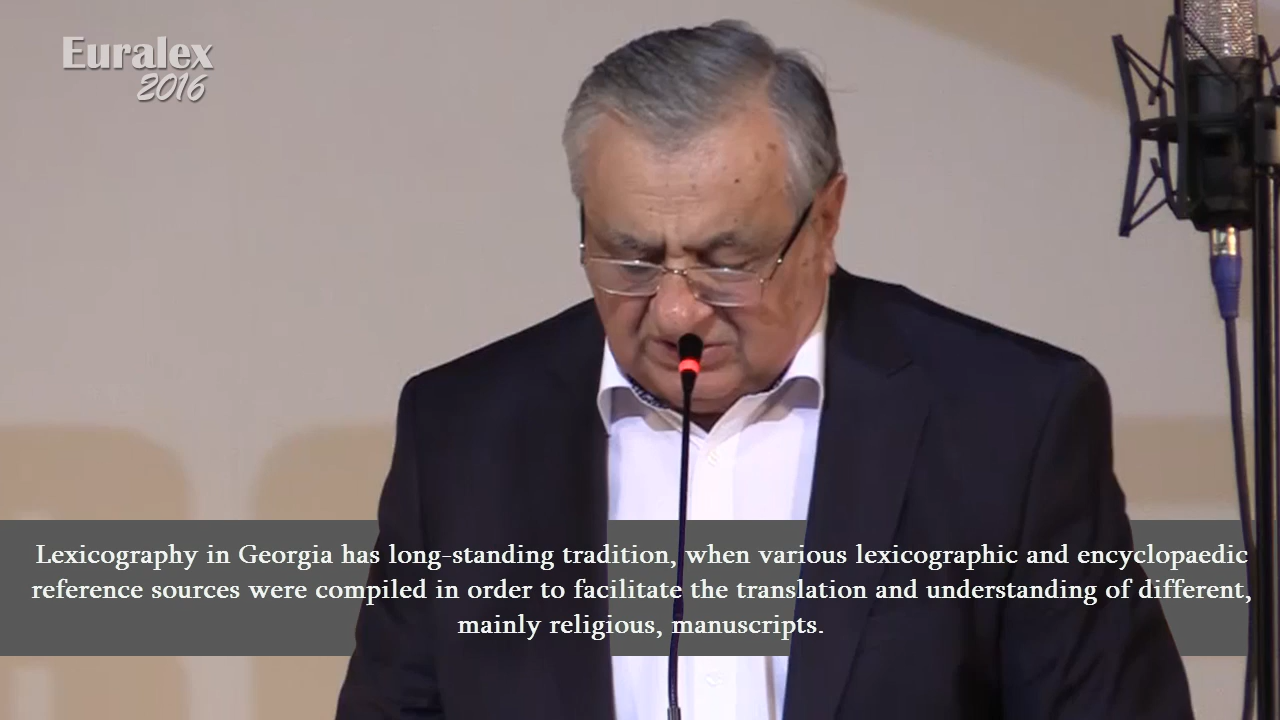 Euralex
2016
Lexicography in Georgia has long-standing tradition, when various lexicographic and encyclopaedic
reference sources were compiled in order to facilitate the translation and understanding of different,
mainly religious, manuscripts.